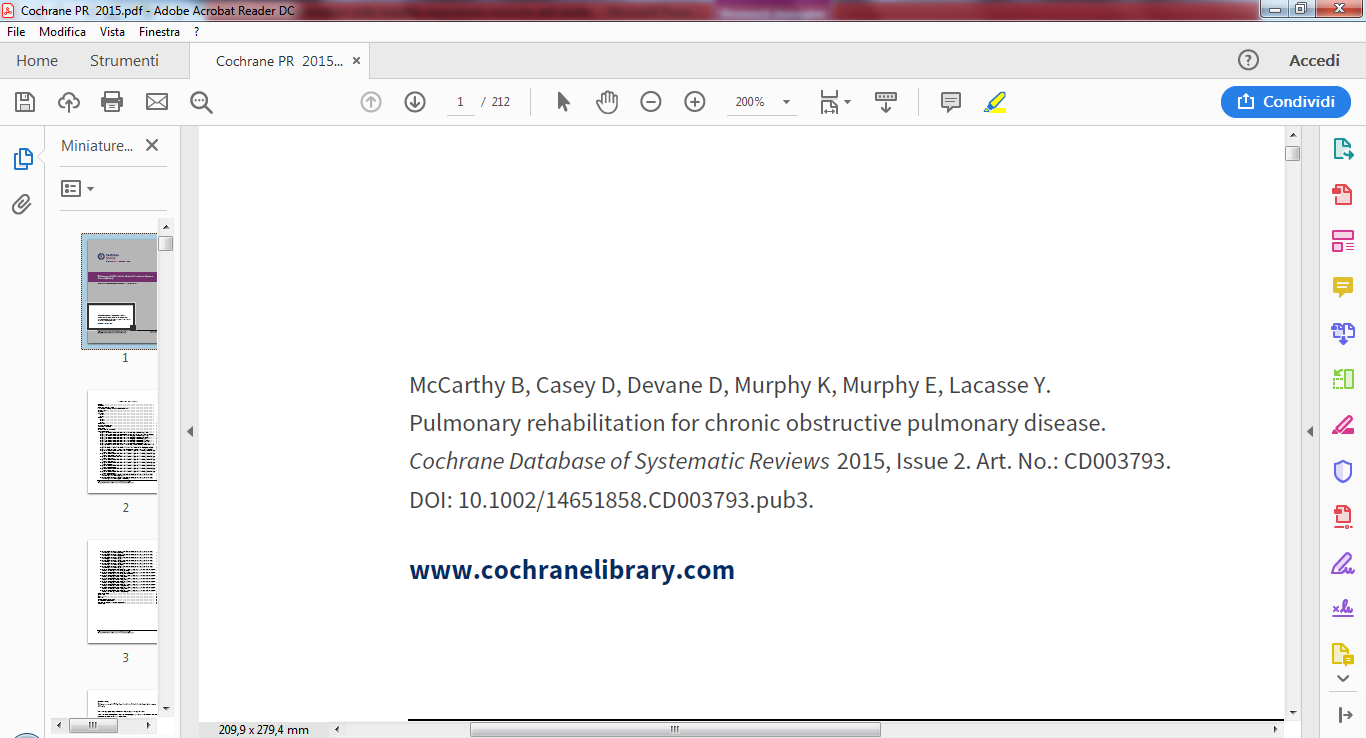 Cochrane PR  2015.pdf - Adobe Acrobat Reader DC
File Modifica Vista Finestra ?
Home Strumenti Cochrane PR  2015... × Accedi
1 / 212 200% Condividi
Miniature...
1
2
3
McCarthy B, Casey D, Devane D, Murphy K, Murphy E, Lacasse Y.
Pulmonary rehabilitation for chronic obstructive pulmonary disease.
Cochrane Database of Systematic Reviews 2015, Issue 2. Art. No.: CD003793.
DOI: 10.1002/14651858.CD003793.pub3.
www.cochranelibrary.com
209,9 x 279,4 mm